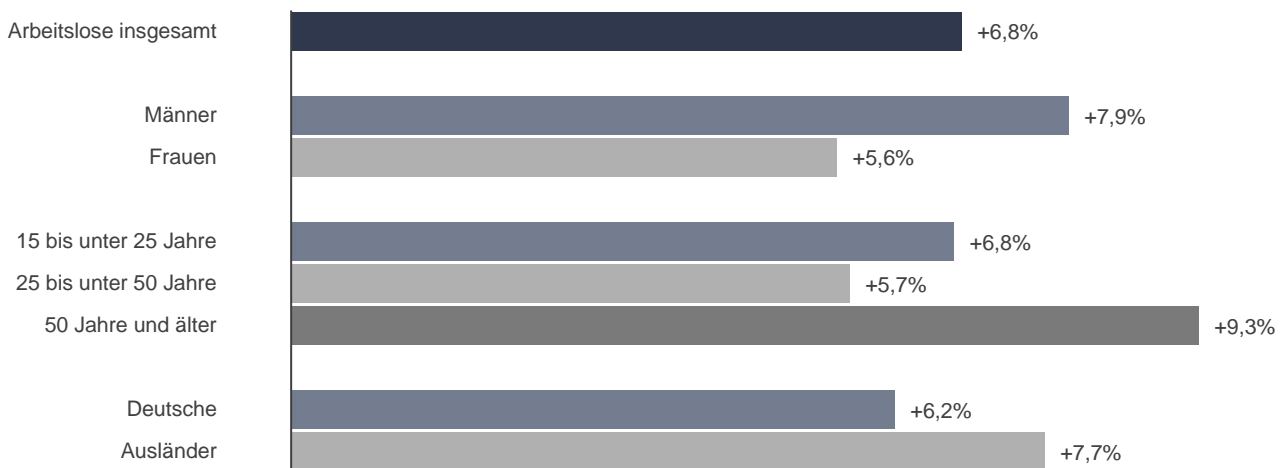 Arbeitslose insgesamt +6,8%
Männer +7,9%
Frauen +5,6%
15 bis unter 25 Jahre +6,8%
25 bis unter 50 Jahre +5,7%
50 Jahre und älter +9,3%
Deutsche +6,2%
Ausländer +7,7%